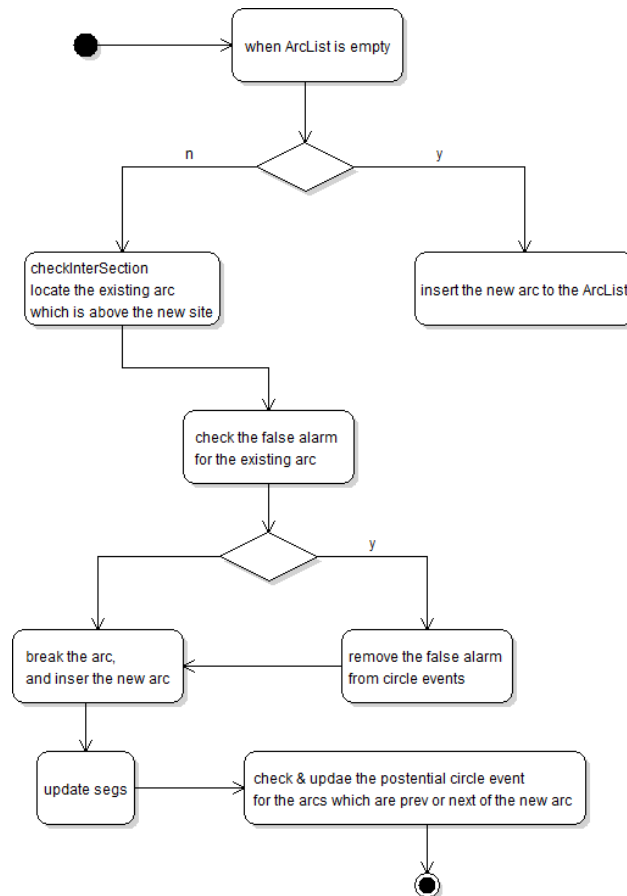 when ArcList is empty
n
y
checkInterSection
locate the existing arc
which is above the new site
insert the new arc to the ArcList
check the false alarm
for the existing arc
y
break the arc,
and inser the new arc
remove the false alarm
from circle events
update segs
check & updae the postential circle event
for the arcs which are prev or next of the new arc